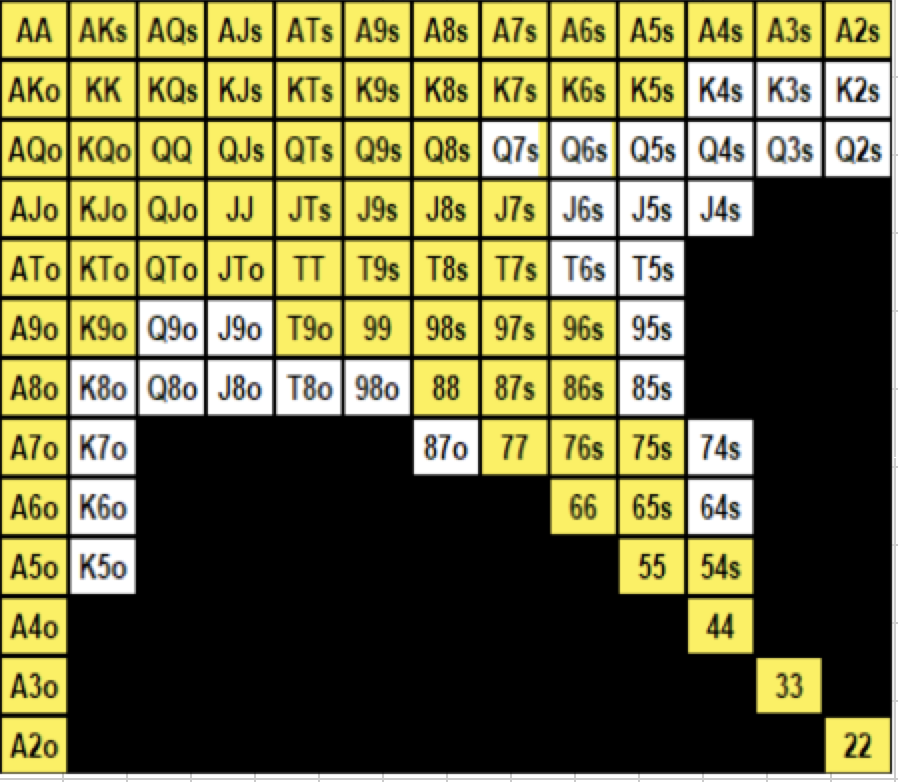 AA AKs AQs AJs ATs A9s A8s A7s A6s A5s A4s A3s A2s
AKo KK KQs KJs KTs K9s K8s K7s K6s K5s K4s K3s K2s
AQo KQo QQ QJs QTs Q9s Q8s Q7s Q6s Q5s Q4s Q3s Q2s
AJo KJo QJo JJ JTs J9s J8s J7s J6s J5s J4s
ATo KTo QTo JTo TT T9s T8s T7s T6s T5s
A9o K9o Q9o J9o T9o 99 98s 97s 96s 95s
A8o K8o Q8o J8o T8o 98o 88 87s 86s 85s
A7o K7o 87o 77 76s 75s 74s
A6o K6o 66 65s 64s
A5o K5o 55 54s
A4o 44
A3o 33
A2o 22